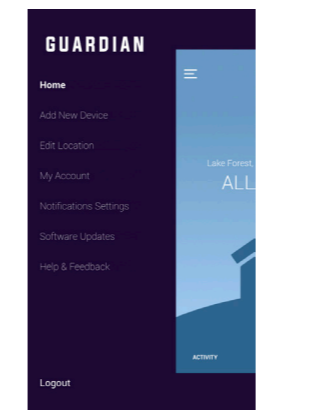 GUARDIAN
Home
Add New Device
Edit Location
My Account
Notifications Settings
Software Updates
Help & Feedback
Lake Forest,
ALL
ACTIVITY
Logout